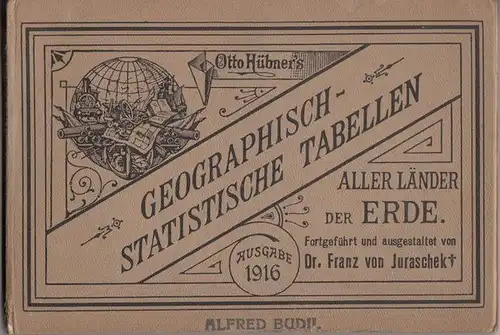 Otto Hübner's
GEOGRAPHISCH-
STATISTISCHE TABELLEN
ALLER LÄNDER
DER ERDE.
Fortgeführt und ausgestaltet von
Dr. Franz von Juraschek†
AUSGABE
1916
ALFRED